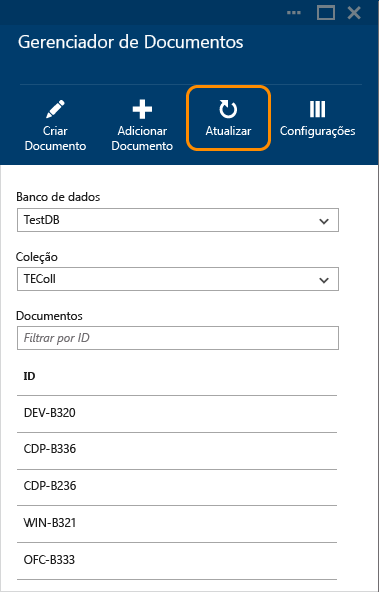 Gerenciador de Documentos
Criar
Documento
Adicionar
Documento
Atualizar
Configurações
Banco de dados
TestDB
Coleção
TEColl
Documentos
Filtrar por ID
ID
DEV-B320
CDP-B336
CDP-B236
WIN-B321
OFC-B333